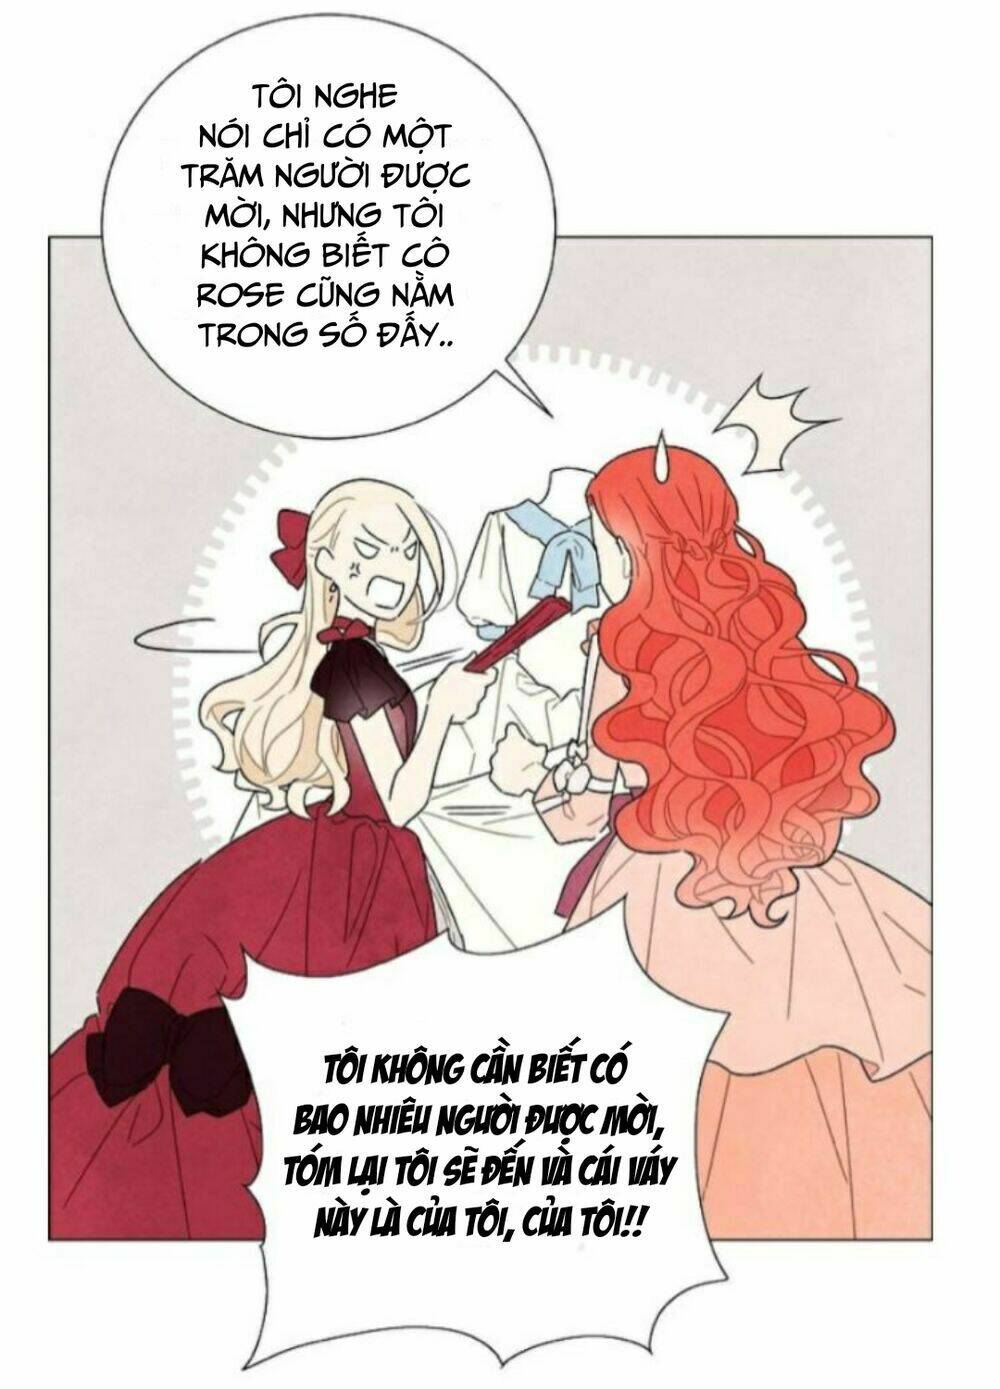 TÔI NGHE
NÓI CHỈ CÓ MỘT
TRĂM NGƯỜI ĐƯỢC
MỜI, NHƯNG TÔI
KHÔNG BIẾT CÔ
ROSE CŨNG NẰM
TRONG SỐ ĐẤY..
TÔI KHÔNG CẦN BIẾT CÓ
BAO NHIÊU NGƯỜI ĐƯỢC MỜI,
TÓM LẠI TÔI SẼ ĐẾN VÀ CÁI VÁY
NÀY LÀ CỦA TÔI, CỦA TÔI!!